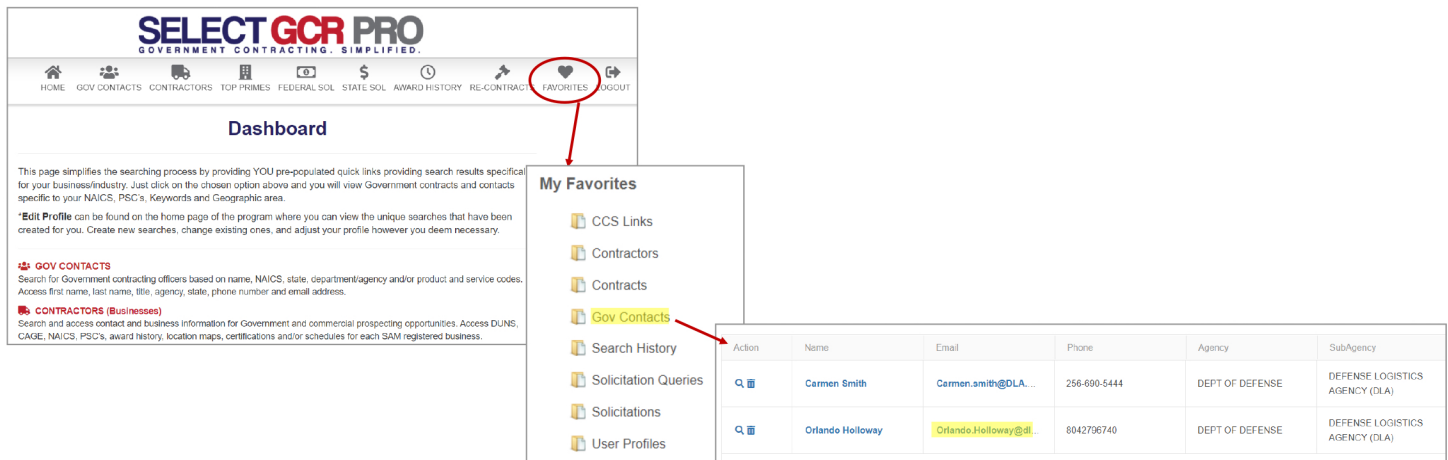 SELECT GCR PRO
GOVERNMENT CONTRACTING. SIMPLIFIED.
HOME GOV CONTACTS CONTRACTORS TOP PRIMES FEDERAL SOL STATE SOL AWARD HISTORY RE-CONTRACTS FAVORITES LOGOUT
Dashboard
This page simplifies the searching process by providing YOU pre-populated quick links providing search results specifical
for your business/industry. Just click on the chosen option above and you will view Government contracts and contacts
specific to your NAICS, PSC's, Keywords and Geographic area.
*Edit Profile can be found on the home page of the program where you can view the unique searches that have been
created for you. Create new searches, change existing ones, and adjust your profile however you deem necessary.
GOV CONTACTS
Search for Government contracting officers based on name, NAICS, state, department/agency and/or product and service codes.
Access first name, last name, title, agency, state, phone number and email address.
CONTRACTORS (Businesses)
Search and access contact and business information for Government and commercial prospecting opportunities. Access DUNS,
CAGE, NAICS, PSC's, award history, location maps, certifications and/or schedules for each SAM registered business.
My Favorites
CCS Links
Contractors
Contracts
Gov Contacts
Search History
Solicitation Queries
Solicitations
User Profiles
Action Name Email Phone Agency SubAgency
Carmen Smith Carmen.smith@DLA.... 256-690-5444 DEPT OF DEFENSE DEFENSE LOGISTICS
AGENCY (DLA)
Orlando Holloway Orlando.Holloway@dl... 8042796740 DEPT OF DEFENSE DEFENSE LOGISTICS
AGENCY (DLA)